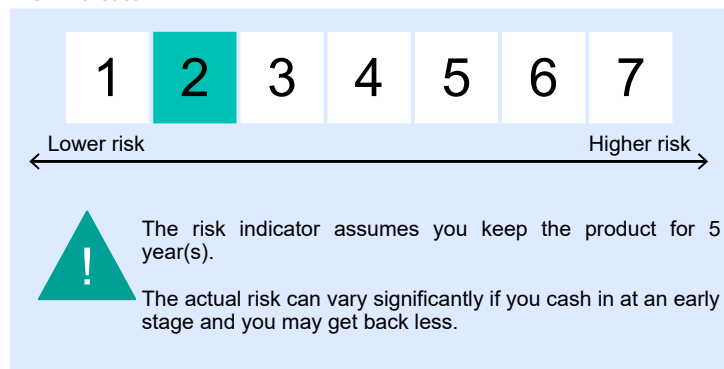 1 2 3 4 5 6 7
Lower risk Higher risk
!
The risk indicator assumes you keep the product for 5
year(s).
The actual risk can vary significantly if you cash in at an early
stage and you may get back less.